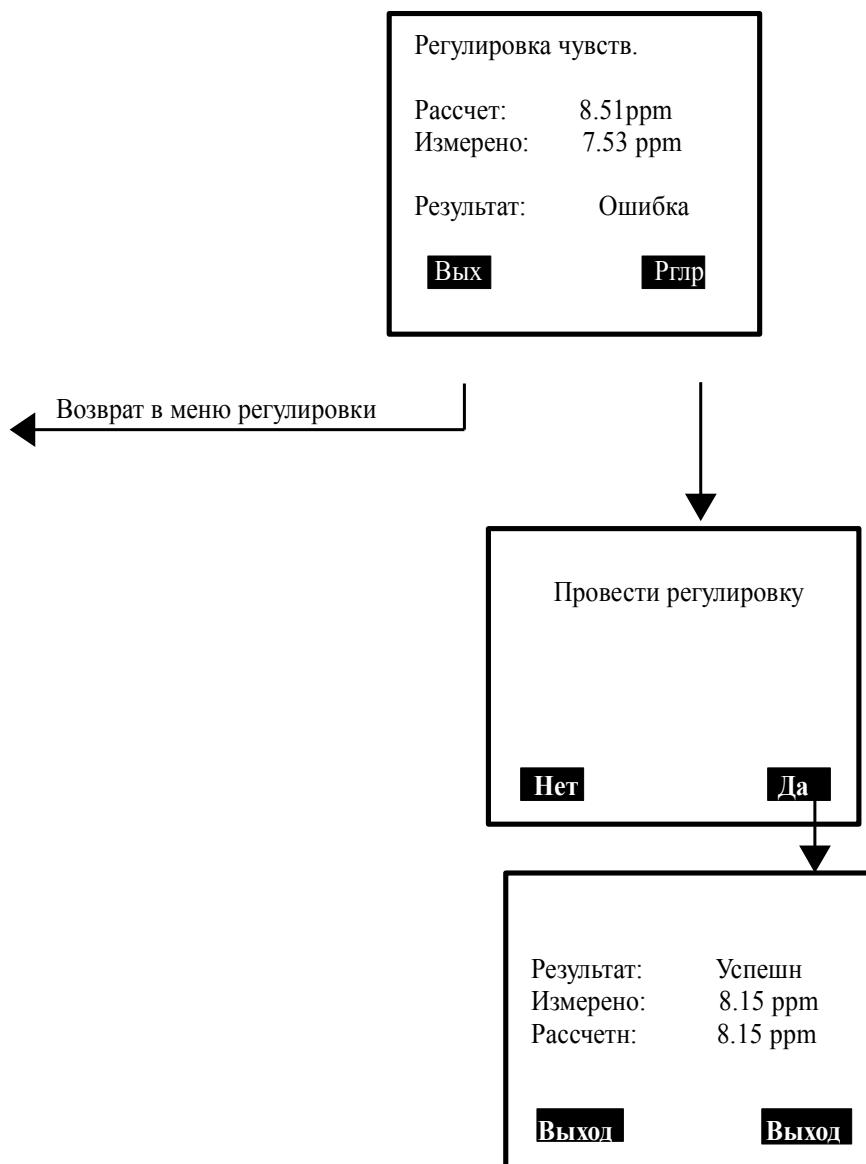 Регулировка чувств.
Рассчет: 8.51ppm
Измерено: 7.53 ppm
Результат: Ошибка
Вых Рглр
Возврат в меню регулировки
Провести регулировку
Нет Да
Результат: Успешн
Измерено: 8.15 ppm
Рассчетн: 8.15 ppm
Выход Выход